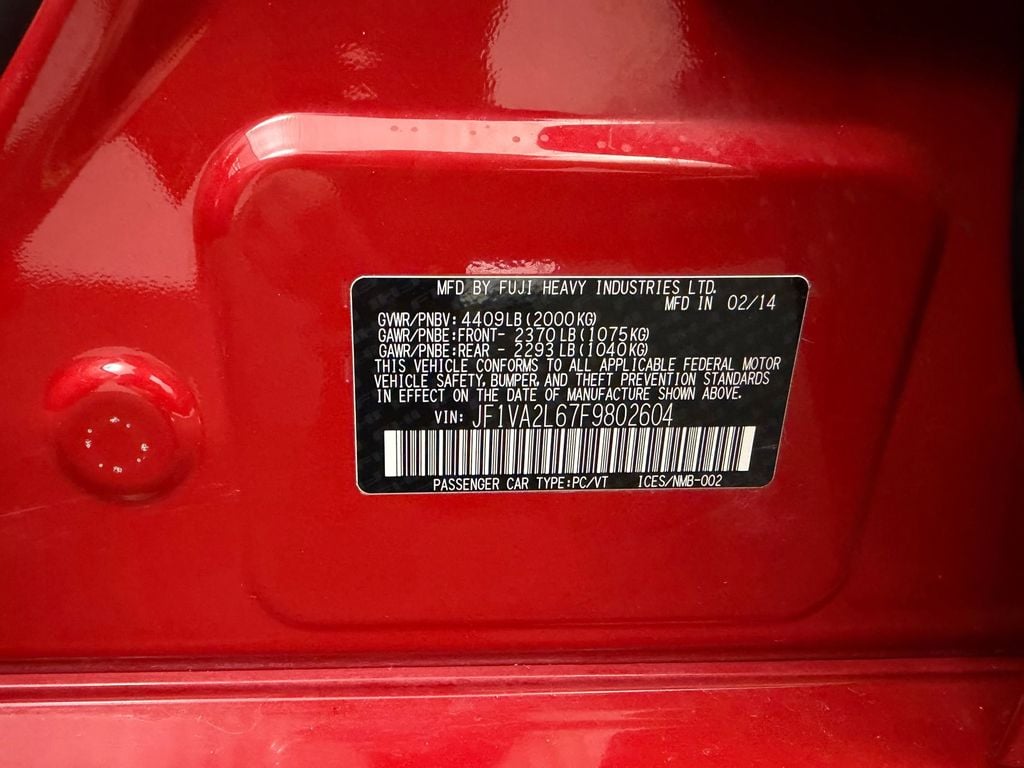 MFD BY FUJI HEAVY INDUSTRIES LTD.
MFD IN 02/14
GVWR/PNBV: 4409LB (2000KG)
GAWR/PNBE:FRONT- 2370 LB (1075KG)
GAWR/PNBE:REAR - 2293 LB (1040KG)
THIS VEHICLE CONFORMS TO ALL APPLICABLE FEDERAL MOTOR
VEHICLE SAFETY, BUMPER, AND THEFT PREVENTION STANDARDS
IN EFFECT ON THE DATE OF MANUFACTURE SHOWN ABOVE.
VIN: JF1VA2L67F9802604
PASSENGER CAR TYPE:PC/VT ICES/NMB-002